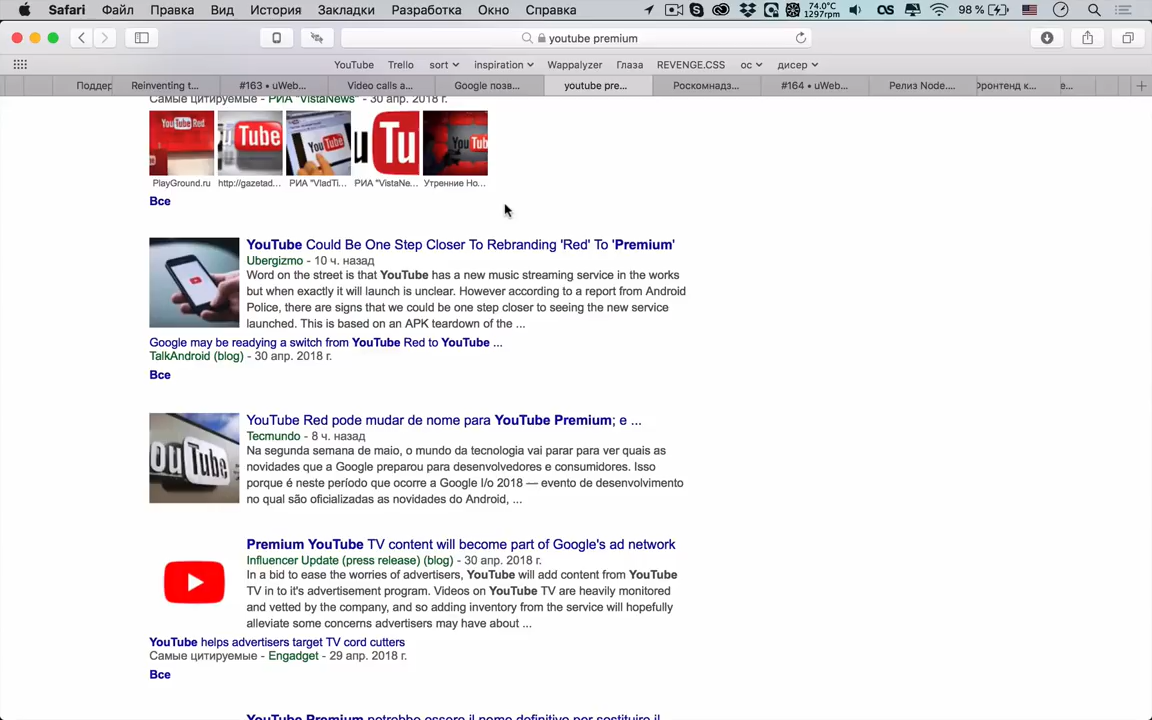 Safari Файл Правка Вид История Закладки Разработка Окно Справка 74.0°C 1297rpm OS 98 %
youtube premium
YouTube Trello sort inspiration Wappalyzer Глаза REVENGE.CSS ос дисер
Поддер Reinventing t... #163 • uWeb... Video calls a... Google позв... youtube pre... Роскомнадз... #164 • uWeb... Релиз Node.... Фронтенд к... е...
Самые цитируемые - РИА "VistaNews" - 30 апр. 2018 г.
PlayGround.ru http://gazetad... РИА "VladTi... РИА "VistaNe... Утренние Но...
Все
YouTube Could Be One Step Closer To Rebranding 'Red' To 'Premium'
Ubergizmo - 10 ч. назад
Word on the street is that YouTube has a new music streaming service in the works
but when exactly it will launch is unclear. However according to a report from Android
Police, there are signs that we could be one step closer to seeing the new service
launched. This is based on an APK teardown of the ...
Google may be readying a switch from YouTube Red to YouTube ...
TalkAndroid (blog) - 30 апр. 2018 г.
Все
YouTube Red pode mudar de nome para YouTube Premium; e ...
Tecmundo - 8 ч. назад
Na segunda semana de maio, o mundo da tecnologia vai parar para ver quais as
novidades que a Google preparou para desenvolvedores e consumidores. Isso
porque é neste período que ocorre a Google I/o 2018 — evento de desenvolvimento
no qual são oficializadas as novidades do Android, ...
Premium YouTube TV content will become part of Google's ad network
Influencer Update (press release) (blog) - 30 апр. 2018 г.
In a bid to ease the worries of advertisers, YouTube will add content from YouTube
TV in to it's advertisement program. Videos on YouTube TV are heavily monitored
and vetted by the company, and so adding inventory from the service will hopefully
alleviate some concerns advertisers may have about ...
YouTube helps advertisers target TV cord cutters
Самые цитируемые - Engadget - 29 апр. 2018 г.
Все
YouTube Premium potrebbe essere il nome definitivo per sostituire il